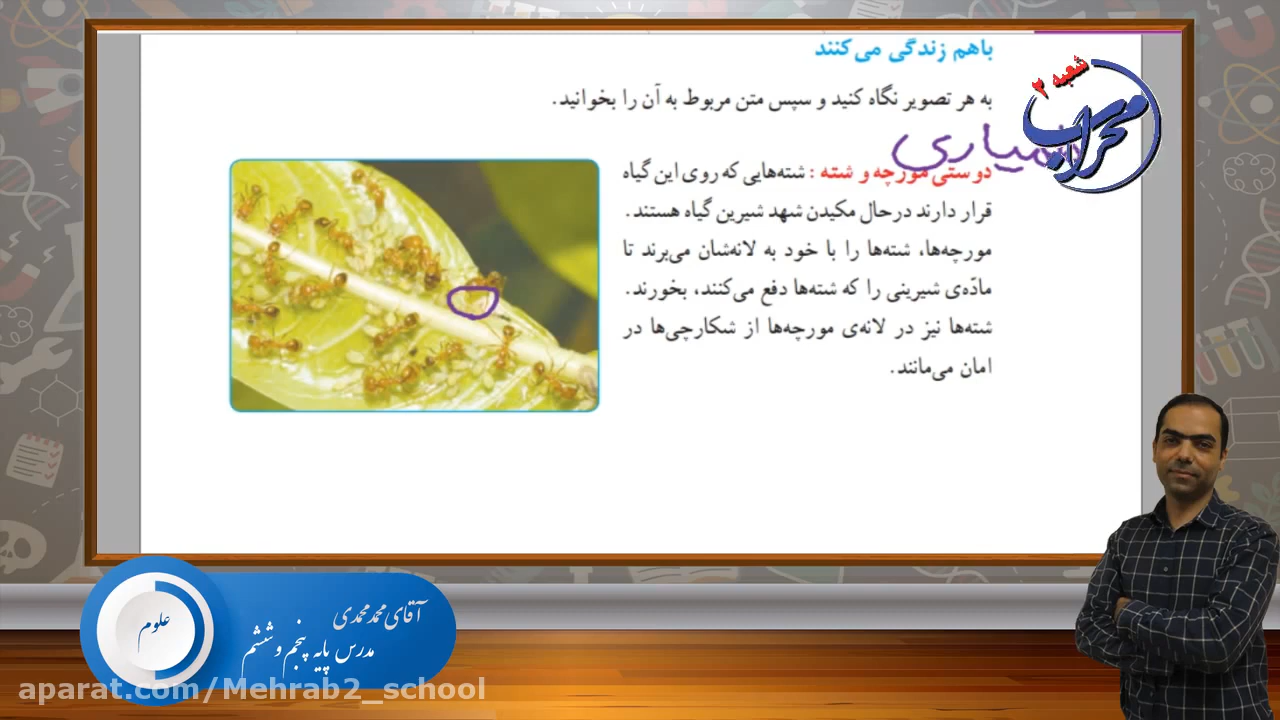 باهم زندگی می‌کنند
به هر تصویر نگاه کنید و سپس متن مربوط به آن را بخوانید.
شعبه ۲
محراب
همیاری
دوستی مورچه و شته : شته‌هایی که روی این گیاه
قرار دارند درحال مکیدن شهد شیرین گیاه هستند.
مورچه‌ها، شته‌ها را با خود به لانه‌شان می‌برند تا
مادّه‌ی شیرینی را که شته‌ها دفع می‌کنند، بخورند.
شته‌ها نیز در لانه‌ی مورچه‌ها از شکارچی‌ها در
امان می‌مانند.
آقای محمدمحمدی
مدرس پایه پنجم و ششم
علوم
aparat.com/Mehrab2_school